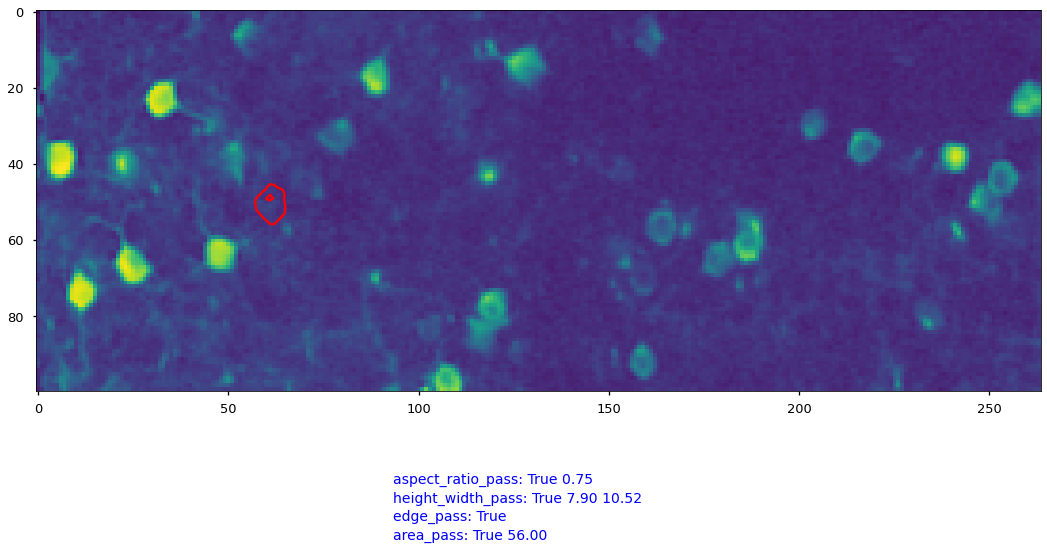 0
20
40
60
80
0 50 100 150 200 250
aspect_ratio_pass: True 0.75
height_width_pass: True 7.90 10.52
edge_pass: True
area_pass: True 56.00